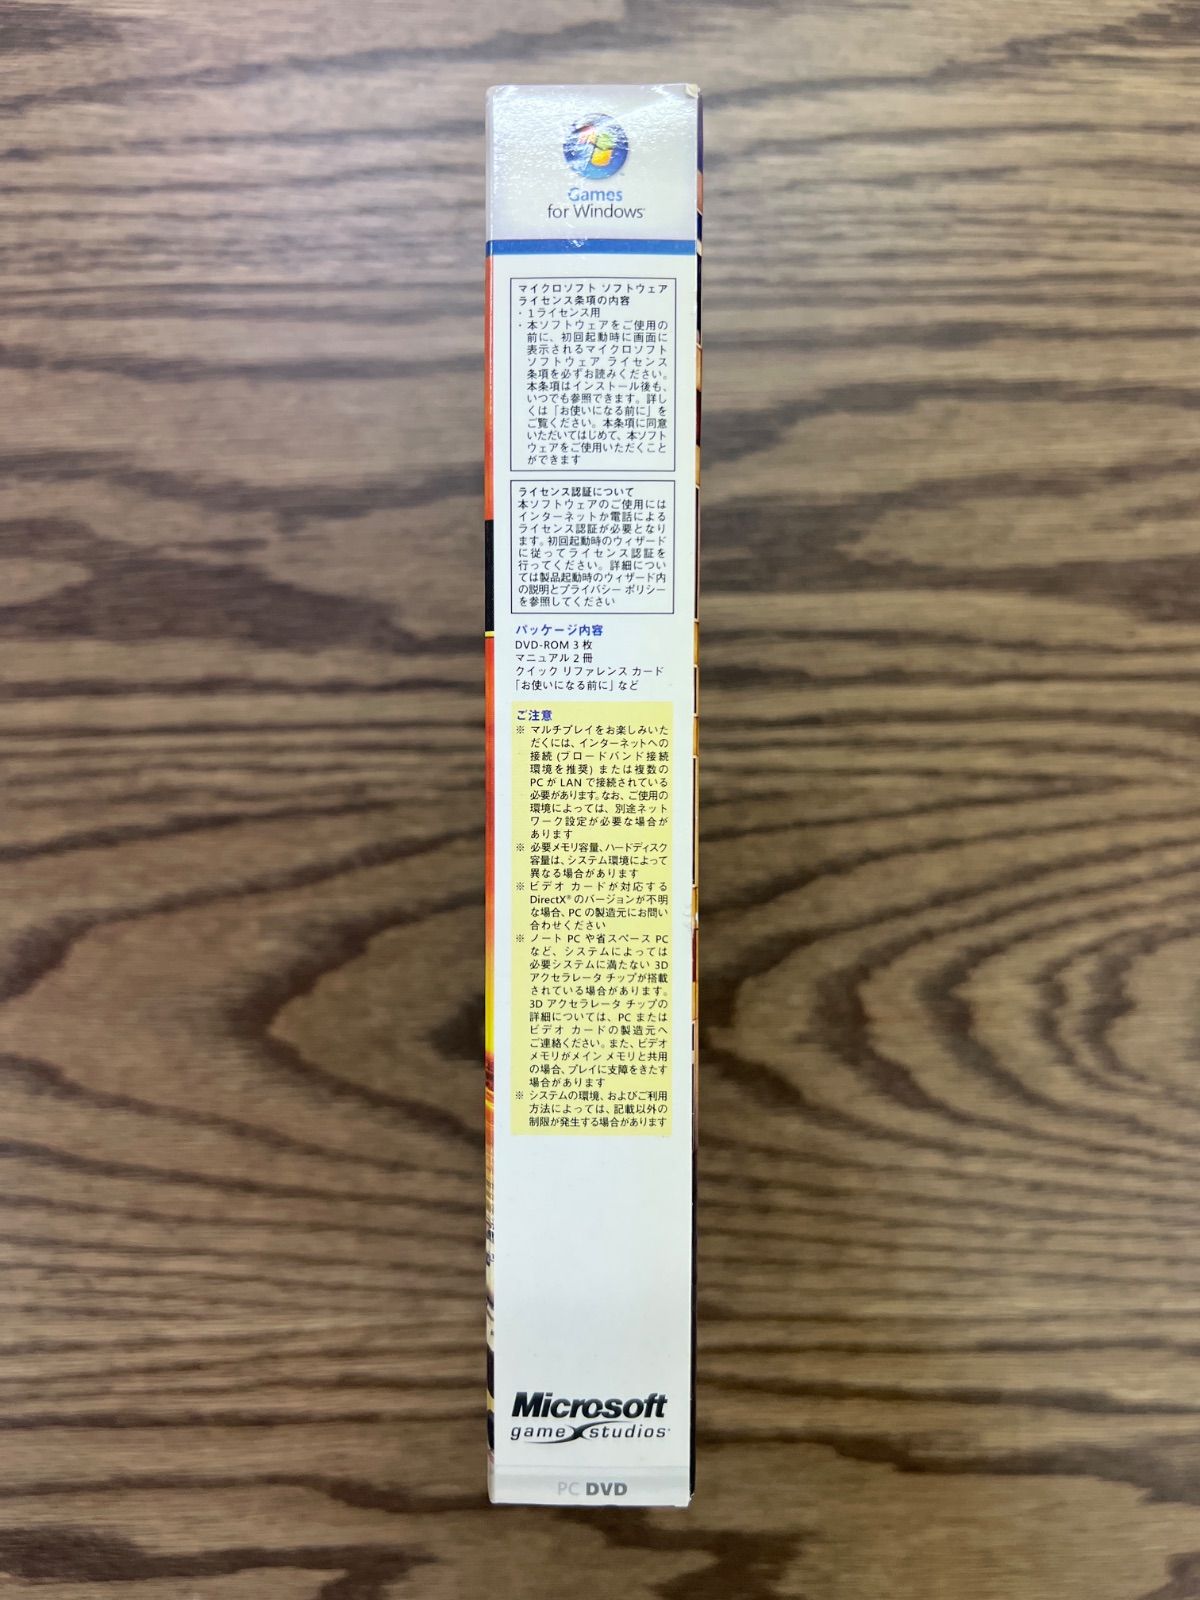 Games
for Windows
マイクロソフト ソフトウェア
ライセンス条項の内容
・1ライセンス用
・本ソフトウェアをご使用の
前に、初回起動時に画面に
表示されるマイクロソフト
ソフトウェア ライセンス
条項を必ずお読みください。
本条項はインストール後も、
いつでも参照できます。詳し
くは「お使いになる前に」を
ご覧ください。本条項に同意
いただいてはじめて、本ソフト
ウェアをご使用いただくこと
ができます
ライセンス認証について
本ソフトウェアのご使用には
インターネットか電話による
ライセンス認証が必要となり
ます。初回起動時のウィザード
に従ってライセンス認証を
行ってください。詳細につい
ては製品起動時のウィザード内
の説明とプライバシー ポリシー
を参照してください
パッケージ内容
DVD-ROM 3枚
マニュアル 2 冊
クイック リファレンス カード
「お使いになる前に」など
ご注意
※ マルチプレイをお楽しみいた
だくには、インターネットへの
接続 (ブロードバンド接続
環境を推奨) または複数の
PC が LAN で接続されている
必要があります。なお、ご使用の
環境によっては、別途ネット
ワーク設定が必要な場合が
あります
※ 必要メモリ容量、ハードディスク
容量は、システム環境によって
異なる場合があります
※ ビデオ カードが対応する
DirectX® のバージョンが不明
な場合、PC の製造元にお問い
合わせください
※ ノート PC や省スペース PC
など、システムによっては
必要システムに満たない 3D
アクセラレータ チップが搭載
されている場合があります。
3D アクセラレータ チップの
詳細については、PC または
ビデオ カードの製造元へ
ご連絡ください。また、ビデオ
メモリがメイン メモリと共用
の場合、プレイに支障をきたす
場合があります
※ システムの環境、およびご利用
方法によっては、記載以外の
制限が発生する場合があります
Microsoft
game studios
PC DVD